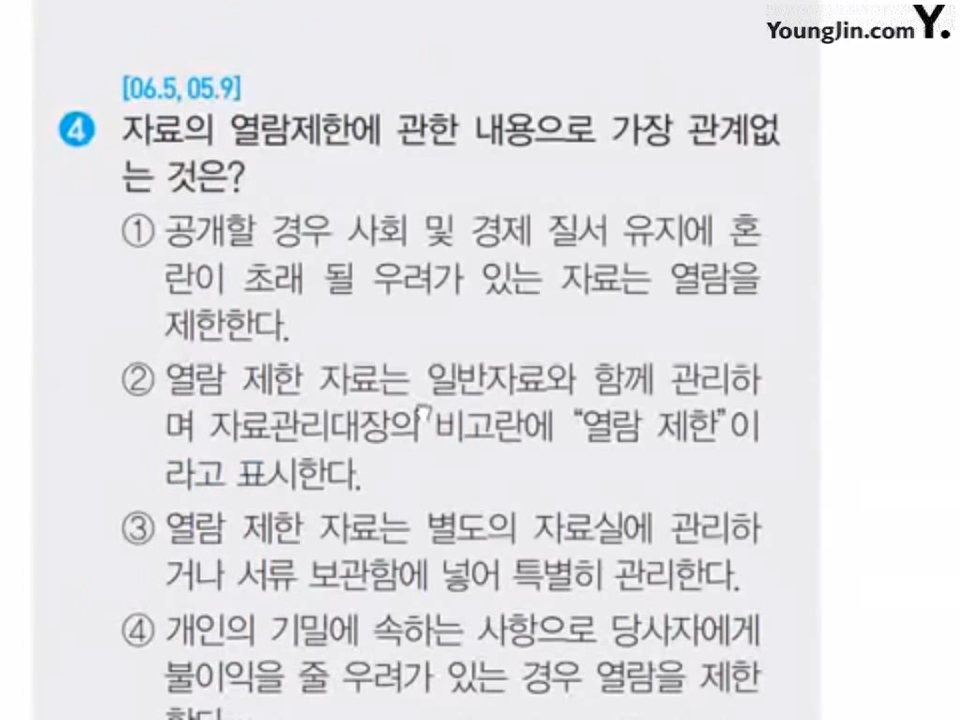 YoungJin.com Y.
[06.5, 05.9]
4 자료의 열람제한에 관한 내용으로 가장 관계없
는 것은?
① 공개할 경우 사회 및 경제 질서 유지에 혼
란이 초래 될 우려가 있는 자료는 열람을
제한한다.
② 열람 제한 자료는 일반자료와 함께 관리하
며 자료관리대장의 비고란에 “열람 제한”이
라고 표시한다.
③ 열람 제한 자료는 별도의 자료실에 관리하
거나 서류 보관함에 넣어 특별히 관리한다.
④ 개인의 기밀에 속하는 사항으로 당사자에게
불이익을 줄 우려가 있는 경우 열람을 제한